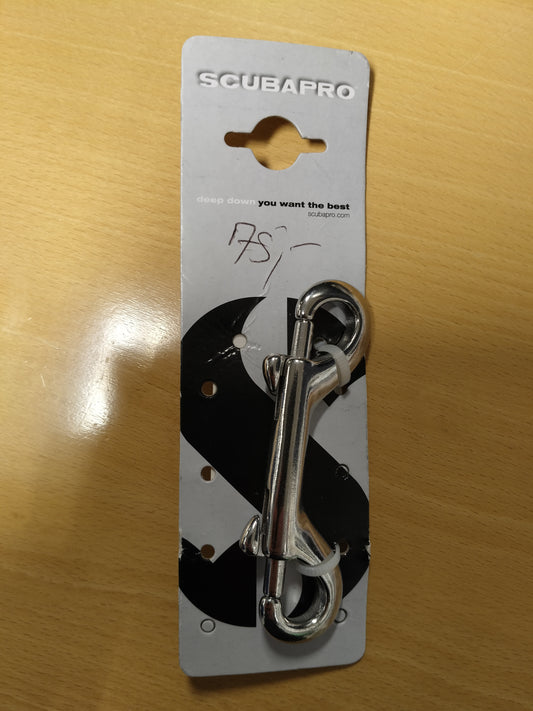 SCUBAPRO
deep down you want the best
scubapro.com
75,-